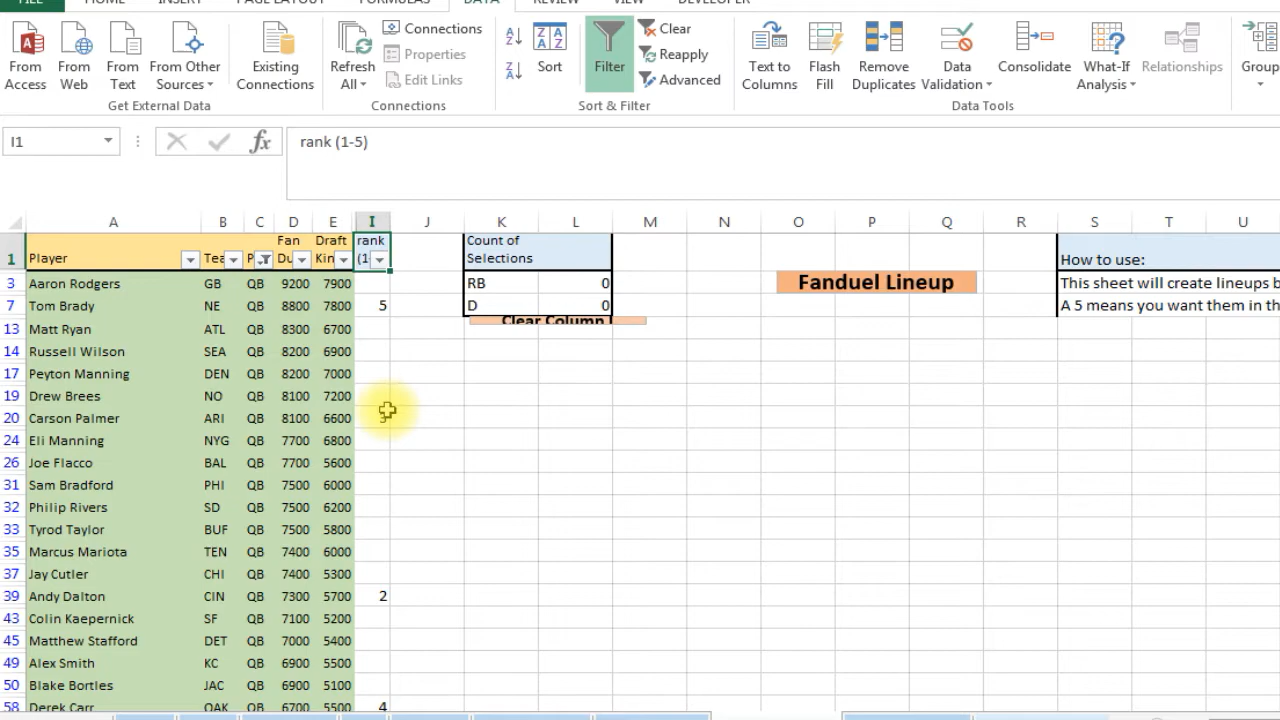 FILE HOME INSERT PAGE LAYOUT FORMULAS DATA REVIEW VIEW DEVELOPER
From Access
From Web
From Text
From Other Sources
Existing Connections
Refresh All
Connections
Properties
Edit Links
Sort
Filter
Clear
Reapply
Advanced
Text to Columns
Flash Fill
Remove Duplicates
Data Validation
Consolidate
What-If Analysis
Relationships
Group
Get External Data
Connections
Sort & Filter
Data Tools
I1 fx rank (1-5)
A B C D E I J K L M N O P Q R S T U
1 Player Tea P Fan Du Draft Kin rank (1-
Count of Selections
How to use:
3 Aaron Rodgers GB QB 9200 7900 RB 0 Fanduel Lineup This sheet will create lineups b
7 Tom Brady NE QB 8800 7800 5 D 0 A 5 means you want them in th
Clear Column I
13 Matt Ryan ATL QB 8300 6700
14 Russell Wilson SEA QB 8200 6900
17 Peyton Manning DEN QB 8200 7000
19 Drew Brees NO QB 8100 7200
20 Carson Palmer ARI QB 8100 6600
24 Eli Manning NYG QB 7700 6800
26 Joe Flacco BAL QB 7700 5600
31 Sam Bradford PHI QB 7500 6000
32 Philip Rivers SD QB 7500 6200
33 Tyrod Taylor BUF QB 7500 5800
35 Marcus Mariota TEN QB 7400 6000
37 Jay Cutler CHI QB 7400 5300
39 Andy Dalton CIN QB 7300 5700 2
43 Colin Kaepernick SF QB 7100 5200
45 Matthew Stafford DET QB 7000 5400
49 Alex Smith KC QB 6900 5500
50 Blake Bortles JAC QB 6900 5100
58 Derek Carr OAK QB 6700 5500 4